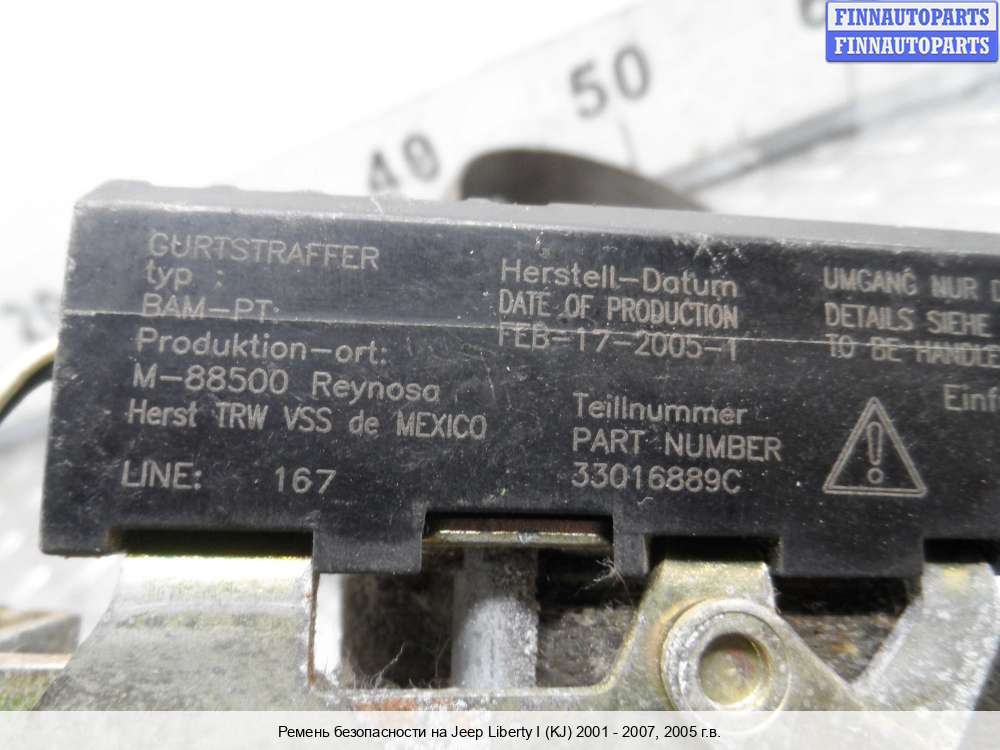 FINNAUTOPARTS
FINNAUTOPARTS
50
40
GURTSTRAFFER
typ :
BAM-PT
Produktion-ort:
M-88500 Reynosa
Herst TRW VSS de MEXICO
LINE: 167
Herstell-Datum
DATE OF PRODUCTION
FEB-17-2005-1
Teillnummer
PART NUMBER
33016889C
UMGANG NUR
DETAILS SIEHE
TO BE HANDLE
Einf
Ремень безопасности на Jeep Liberty I (KJ) 2001 - 2007, 2005 г.в.